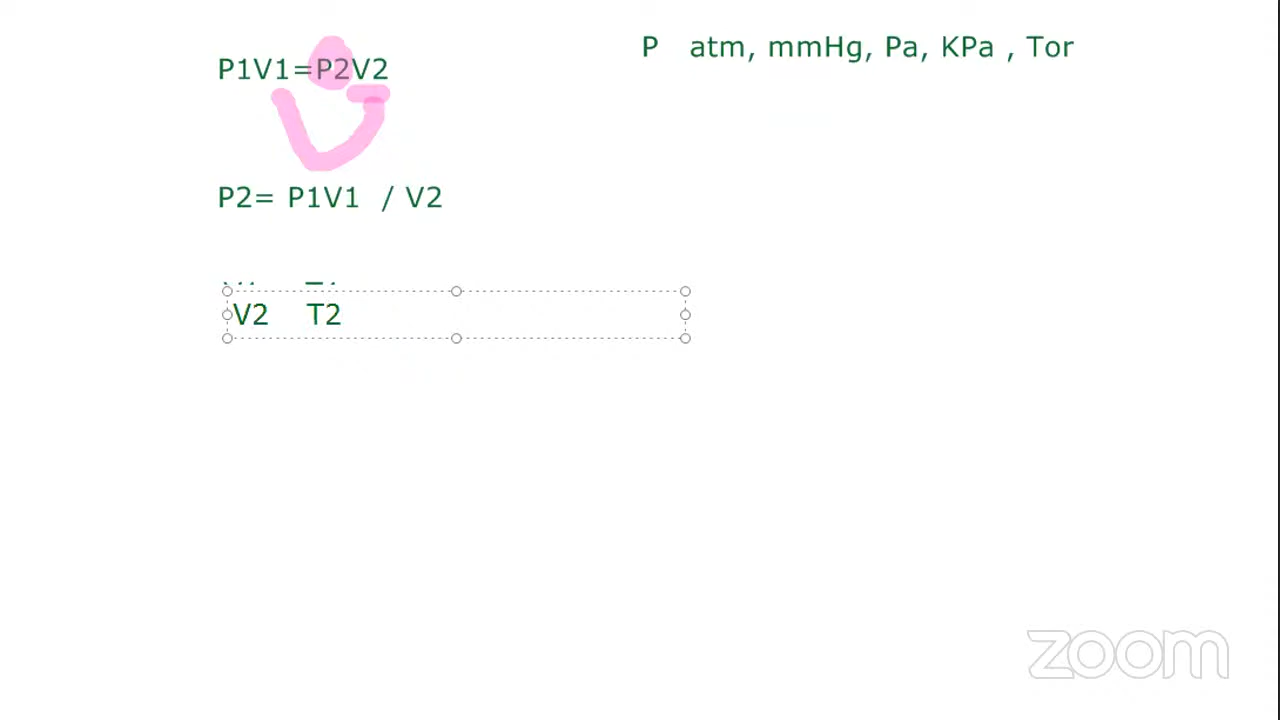 P atm, mmHg, Pa, KPa , Tor
P1V1=P2V2
P2= P1V1 / V2
V2 T2
zoom